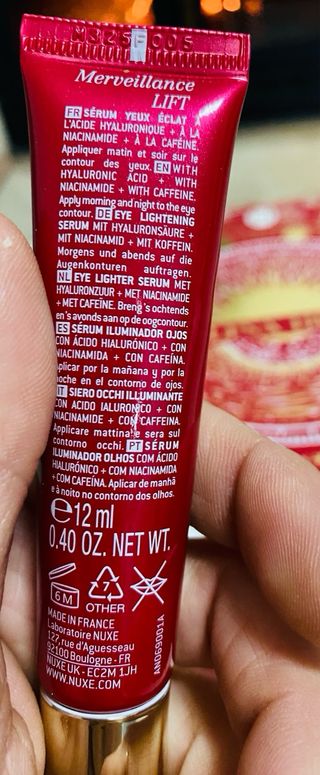 M325F005
Merveillance
LIFT
FR SÉRUM YEUX ÉCLAT À
L'ACIDE HYALURONIQUE + À LA
NIACINAMIDE + À LA CAFÉINE.
Appliquer matin et soir sur le
contour des yeux. EN WITH
HYALURONIC ACID + WITH
NIACINAMIDE + WITH CAFFEINE.
Apply morning and night to the eye
contour. DE EYE LIGHTENING
SERUM MIT HYALURONSÄURE +
MIT NIACINAMID + MIT KOFFEIN.
Morgens und abends auf die
Augenkonturen auftragen.
NL EYE LIGHTER SERUM MET
HYALURONZUUR + MET NIACINAMIDE
+ MET CAFEÏNE. Breng 's ochtends
en 's avonds aan op de oogcontour.
ES SÉRUM ILUMINADOR OJOS
CON ÁCIDO HIALURÓNICO + CON
NIACINAMIDA + CON CAFEÍNA.
Aplicar por la mañana y por la
noche en el contorno de ojos.
IT SIERO OCCHI ILLUMINANTE
CON ACIDO IALURONICO + CON
NIACINAMIDE + CON CAFFEINA.
Applicare mattina e sera sul
contorno occhi. PT SÉRUM
ILUMINADOR OLHOS COM ÁCIDO
HIALURÓNICO + COM NIACINAMIDA
+ COM CAFEÍNA. Aplicar de manhã
e à noite no contorno dos olhos.
℮12 ml
0.40 OZ. NET WT.
6 M
7
OTHER
MADE IN FRANCE
Laboratoire NUXE
127, rue d'Aguesseau
92100 Boulogne - FR
NUXE UK - EC2M 1JH
WWW.NUXE.COM
AN069001A